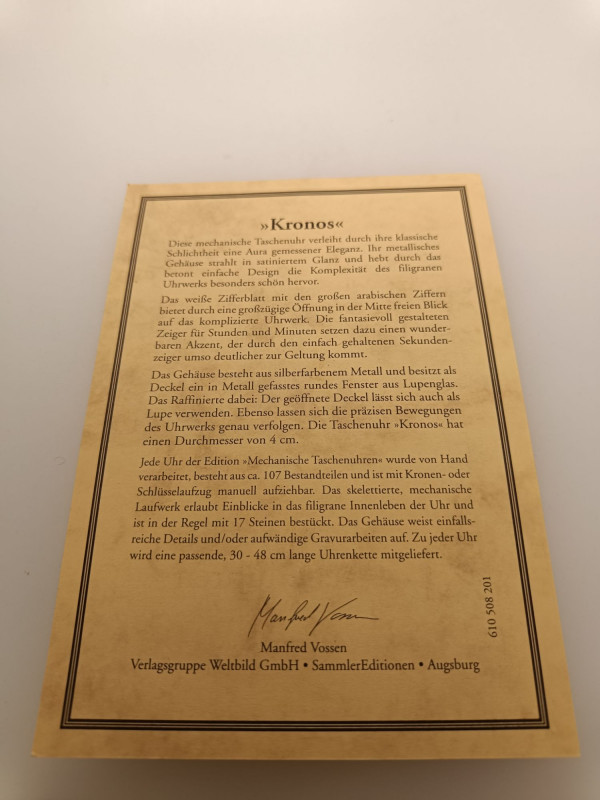 »Kronos«
Diese mechanische Taschenuhr verleiht durch ihre klassische
Schlichtheit eine Aura gemessener Eleganz. Ihr metallisches
Gehäuse strahlt in satiniertem Glanz und hebt durch das
betont einfache Design die Komplexität des filigranen
Uhrwerks besonders schön hervor.
Das weiße Zifferblatt mit den großen arabischen Ziffern
bietet durch eine großzügige Öffnung in der Mitte freien Blick
auf das komplizierte Uhrwerk. Die fantasievoll gestalteten
Zeiger für Stunden und Minuten setzen dazu einen wunder-
baren Akzent, der durch den einfach gehaltenen Sekunden-
zeiger umso deutlicher zur Geltung kommt.
Das Gehäuse besteht aus silberfarbenem Metall und besitzt als
Deckel ein in Metall gefasstes rundes Fenster aus Lupenglas.
Das Raffinierte dabei: Der geöffnete Deckel lässt sich auch als
Lupe verwenden. Ebenso lassen sich die präzisen Bewegungen
des Uhrwerks genau verfolgen. Die Taschenuhr »Kronos« hat
einen Durchmesser von 4 cm.
Jede Uhr der Edition »Mechanische Taschenuhren« wurde von Hand
verarbeitet, besteht aus ca. 107 Bestandteilen und ist mit Kronen- oder
Schlüsselaufzug manuell aufziehbar. Das skelettierte, mechanische
Laufwerk erlaubt Einblicke in das filigrane Innenleben der Uhr und
ist in der Regel mit 17 Steinen bestückt. Das Gehäuse weist einfalls-
reiche Details und/oder aufwändige Gravurarbeiten auf. Zu jeder Uhr
wird eine passende, 30 - 48 cm lange Uhrenkette mitgeliefert.
Manfred Vossen
Manfred Vossen
Verlagsgruppe Weltbild GmbH • SammlerEditionen • Augsburg
610 508 201